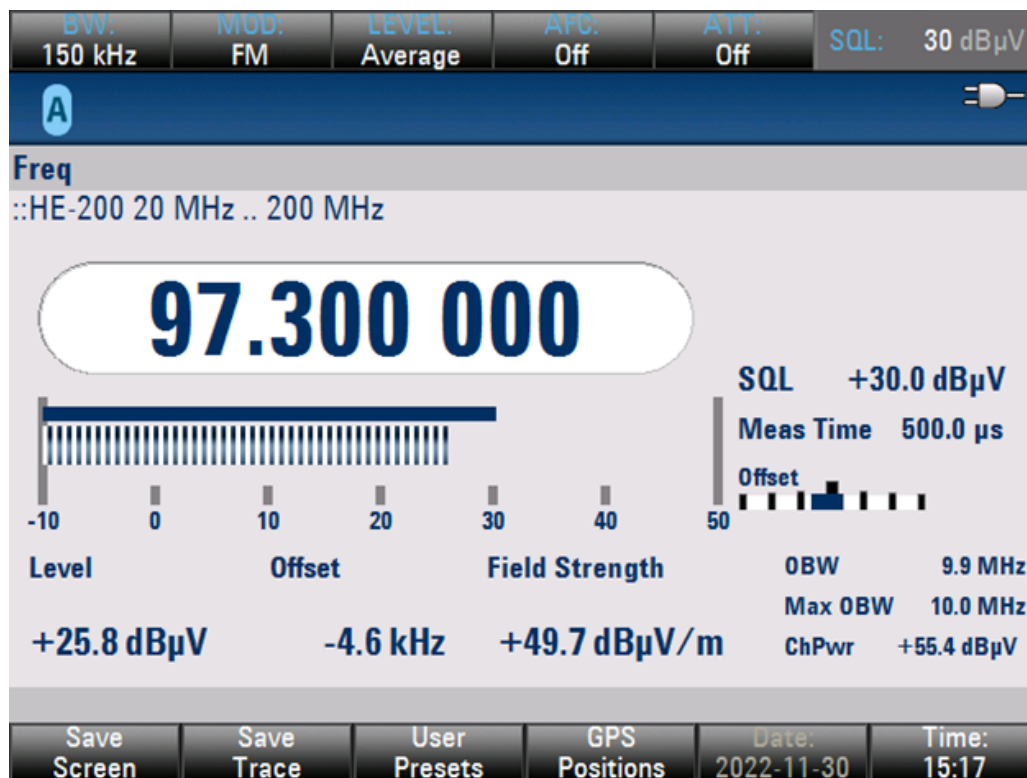 BW: MOD: LEVEL: AFC: ATT: SQL: 30 dBµV
150 kHz FM Average Off Off
A
Freq
::HE-200 20 MHz .. 200 MHz
97.300 000
SQL +30.0 dBµV
Meas Time 500.0 µs
Offset
-10 0 10 20 30 40 50
Level Offset Field Strength
+25.8 dBµV -4.6 kHz +49.7 dBµV/m
OBW 9.9 MHz
Max OBW 10.0 MHz
ChPwr +55.4 dBµV
Save Save User GPS Date: Time:
Screen Trace Presets Positions 2022-11-30 15:17